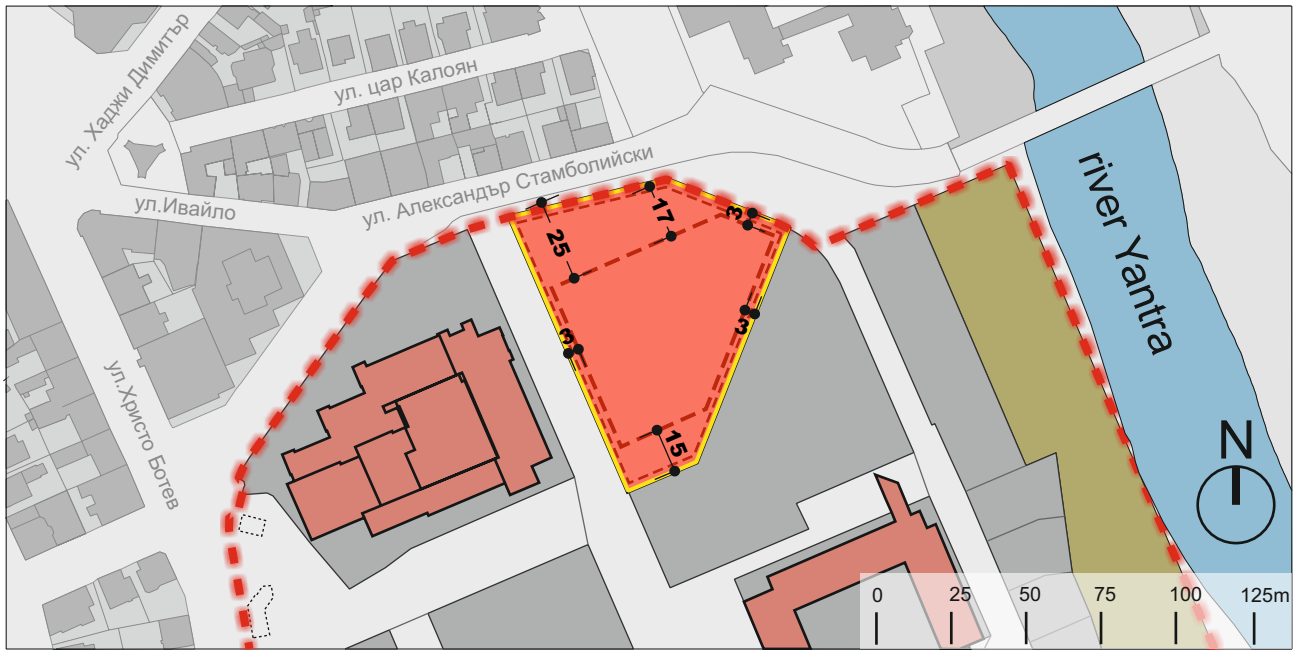 ул. Хаджи Димитър
ул. цар Калоян
ул. Александър Стамболийски
ул.Ивайло
ул.Христо Ботев
river Yantra
25
17
3
3
3
15
N
0 25 50 75 100 125m